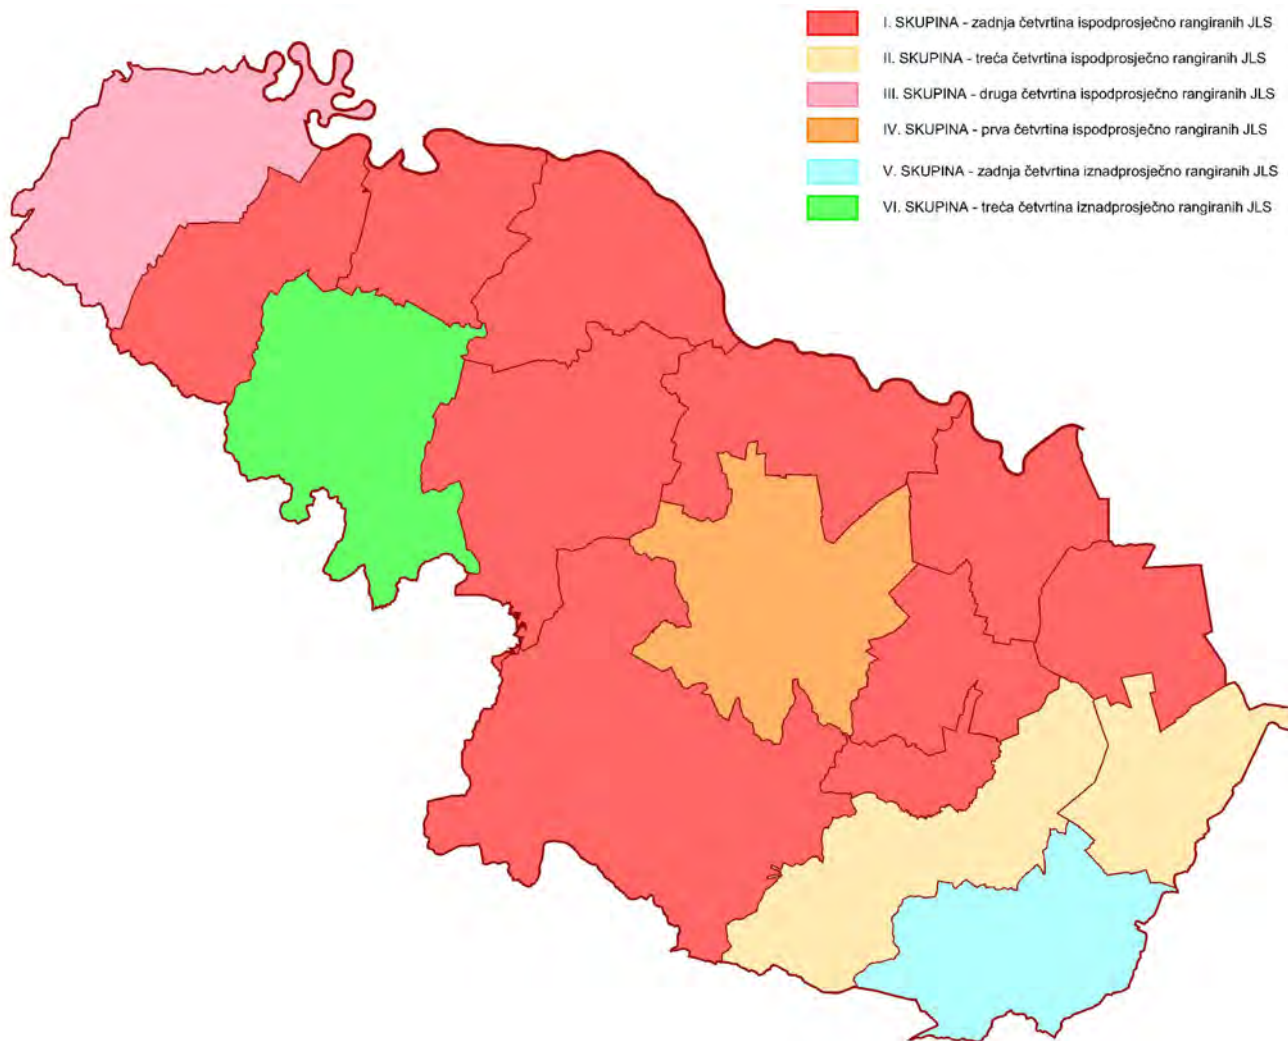 I. SKUPINA - zadnja četvrtina ispodprosječno rangiranih JLS
II. SKUPINA - treća četvrtina ispodprosječno rangiranih JLS
III. SKUPINA - druga četvrtina ispodprosječno rangiranih JLS
IV. SKUPINA - prva četvrtina ispodprosječno rangiranih JLS
V. SKUPINA - zadnja četvrtina iznadprosječno rangiranih JLS
VI. SKUPINA - treća četvrtina iznadprosječno rangiranih JLS